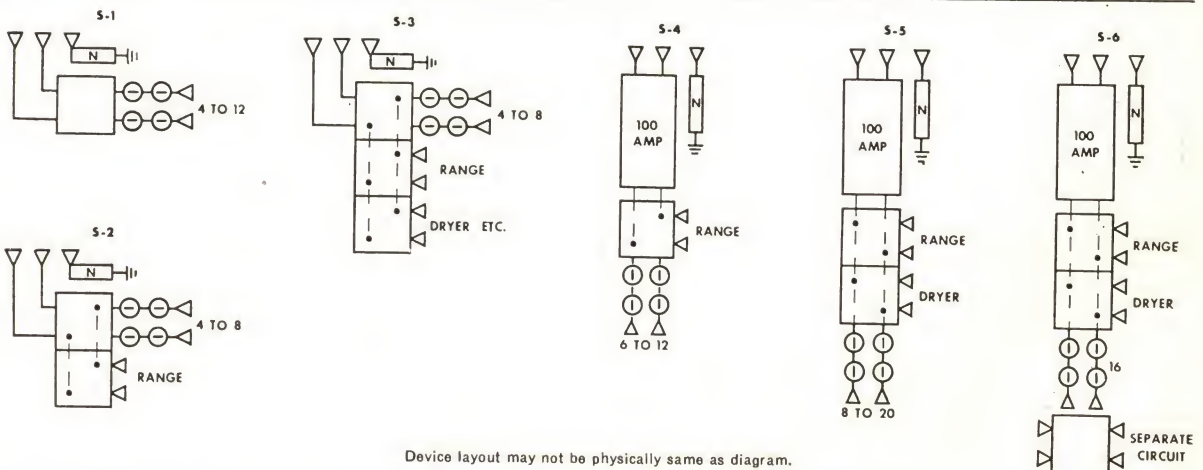 S-1
N
4 TO 12
S-2
N
4 TO 8
RANGE
S-3
N
4 TO 8
RANGE
DRYER ETC.
S-4
100
AMP
N
RANGE
6 TO 12
S-5
100
AMP
N
RANGE
DRYER
8 TO 20
S-6
100
AMP
N
RANGE
DRYER
16
SEPARATE
CIRCUIT
Device layout may not be physically same as diagram.